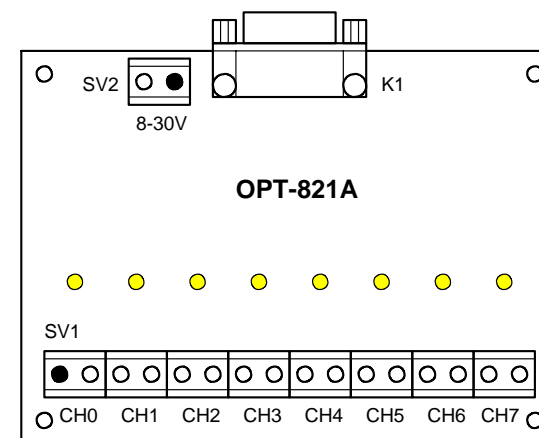 SV2
K1
8-30V
OPT-821A
SV1
CH0 CH1 CH2 CH3 CH4 CH5 CH6 CH7